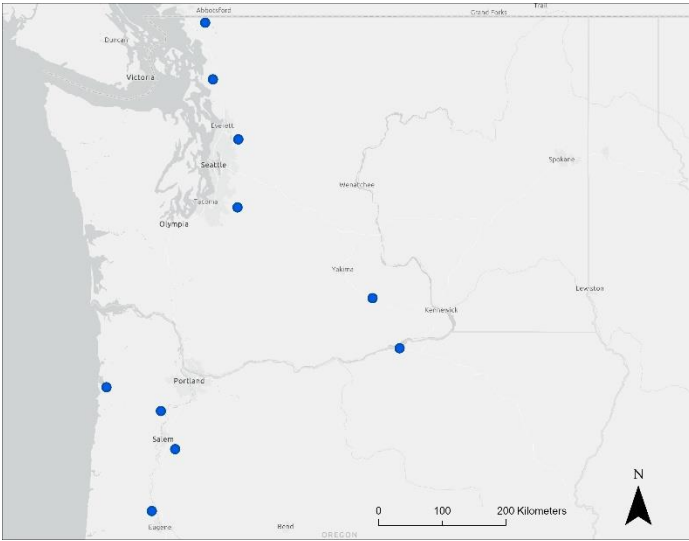 Abbotsford
Trail
Grand Forks
Duncan
Victoria
Everett
Seattle
Spokane
Wenatchee
Tacoma
Olympia
Yakima
Lewiston
Kennewick
Portland
Salem
N
0 100 200 Kilometers
Eugene
Bend
OREGON